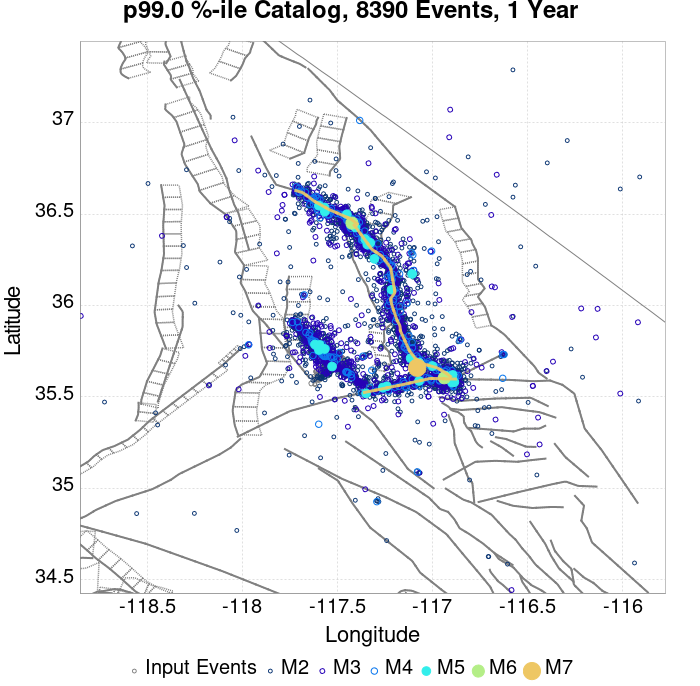 p99.0 %-ile Catalog, 8390 Events, 1 Year
Latitude
37
36.5
36
35.5
35
34.5
-118.5 -118 -117.5 -117 -116.5 -116
Longitude
Input Events M2 M3 M4 M5 M6 M7